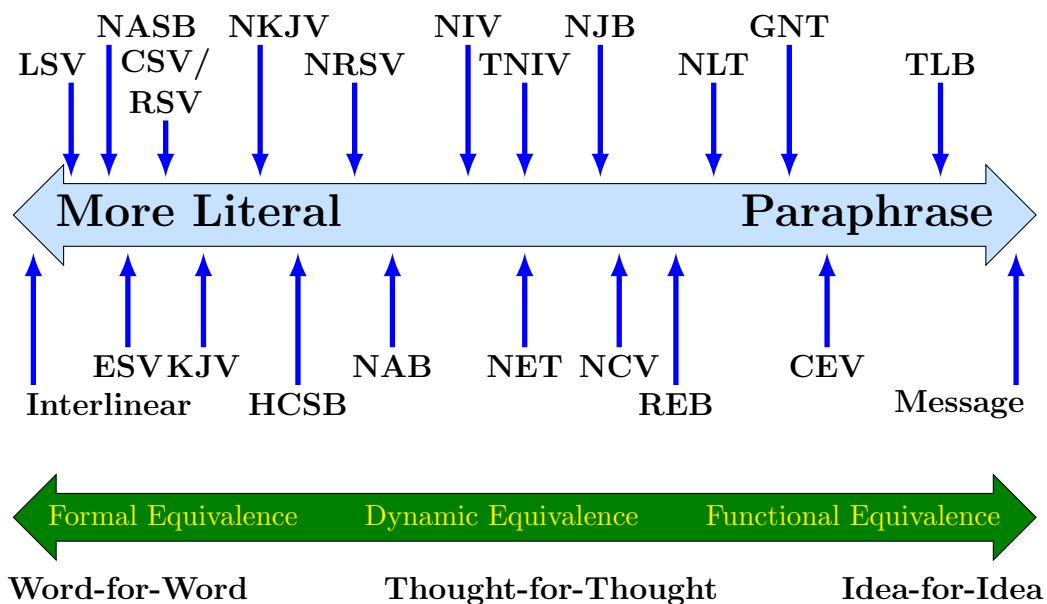 NASB NKJV NIV NJB GNT
LSV CSV/ NRSV TNIV NLT TLB
RSV
More Literal Paraphrase
ESV KJV NAB NET NCV CEV
Interlinear HCSB REB Message
Formal Equivalence Dynamic Equivalence Functional Equivalence
Word-for-Word Thought-for-Thought Idea-for-Idea